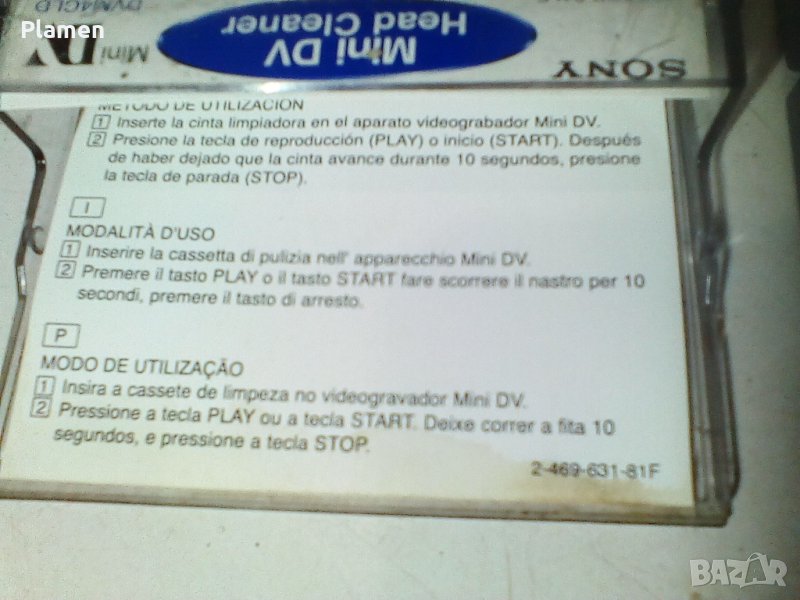 Plamen
DVM4CLD
Mini DV
Mini DV
Head Cleaner
SONY
METODO DE UTILIZACION
1 Inserte la cinta limpiadora en el aparato videograbador Mini DV.
2 Presione la tecla de reproducción (PLAY) o inicio (START). Después
de haber dejado que la cinta avance durante 10 segundos, presione
la tecla de parada (STOP).
I
MODALITÀ D'USO
1 Inserire la cassetta di pulizia nell' apparecchio Mini DV.
2 Premere il tasto PLAY o il tasto START fare scorrere il nastro per 10
secondi, premere il tasto di arresto.
P
MODO DE UTILIZAÇÃO
1 Insira a cassete de limpeza no videogravador Mini DV.
2 Pressione a tecla PLAY ou a tecla START. Deixe correr a fita 10
segundos, e pressione a tecla STOP.
2-469-631-81F
BAZAR